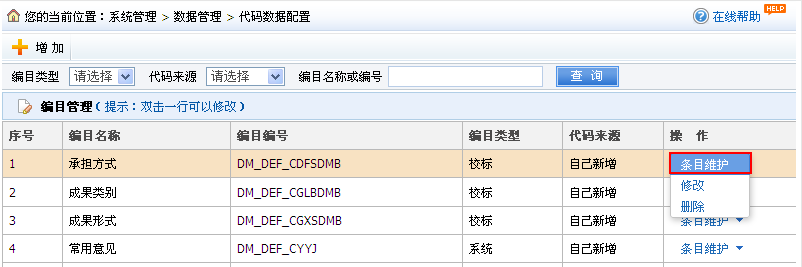 您的当前位置：系统管理 > 数据管理 > 代码数据配置 在线帮助 HELP
增 加
编目类型 请选择 代码来源 请选择 编目名称或编号 查 询
编目管理（提示：双击一行可以修改）
序号 编目名称 编目编号 编目类型 代码来源 操 作
1 承担方式 DM_DEF_CDFSDMB 校标 自己新增 条目维护
2 成果类别 DM_DEF_CGLBDMB 校标 自己新增 修改
删除
3 成果形式 DM_DEF_CGXSDMB 校标 自己新增 条目维护
4 常用意见 DM_DEF_CYYJ 系统 自己新增 条目维护